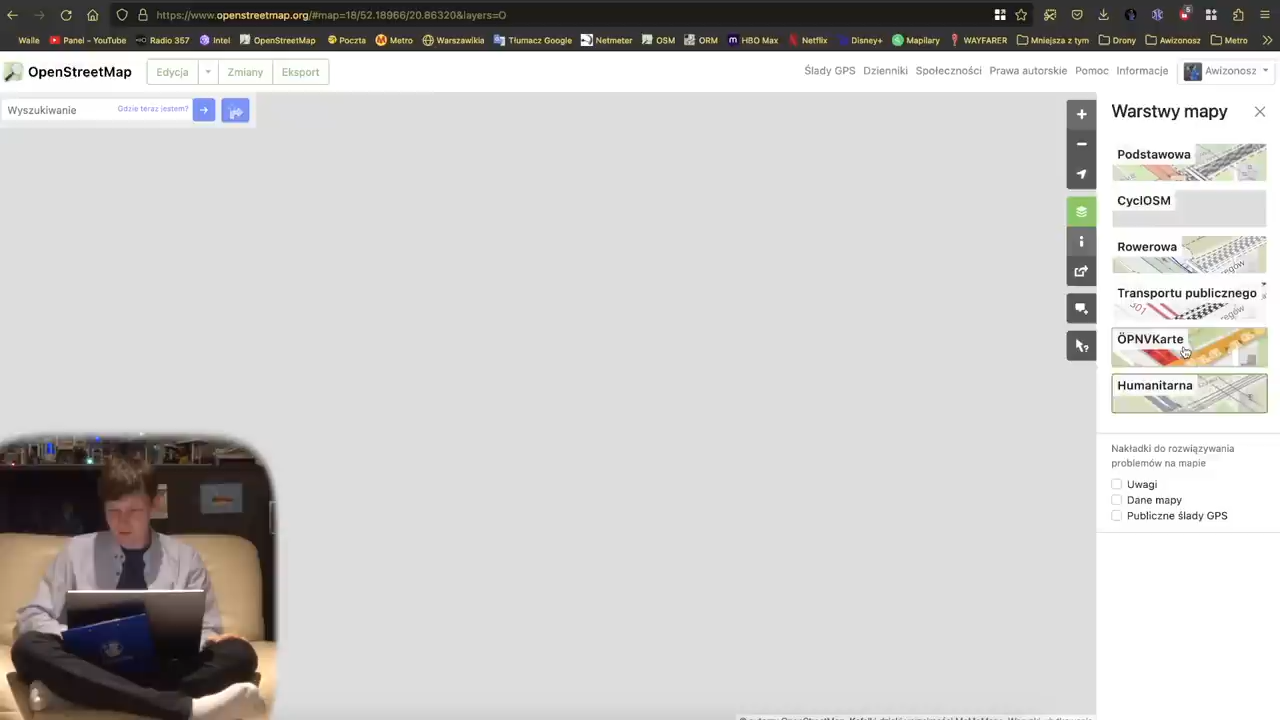 https://www.openstreetmap.org/#map=18/52.18966/20.86320&layers=O
5
Walle Panel – YouTube Radio 357 Intel OpenStreetMap Poczta Metro Warszawikia Tłumacz Google Netmeter OSM ORM HBO Max Netflix Disney+ Mapilary WAYFARER Mniejsza z tym Drony Awizonosz Metro
OpenStreetMap Edycja Zmiany Eksport Ślady GPS Dzienniki Społeczności Prawa autorskie Pomoc Informacje Awizonosz
Wyszukiwanie Gdzie teraz jestem?
Warstwy mapy
Podstawowa
CyclOSM
Rowerowa
Transportu publicznego
ÖPNVKarte
Humanitarna
Nakładki do rozwiązywania
problemów na mapie
Uwagi
Dane mapy
Publiczne ślady GPS